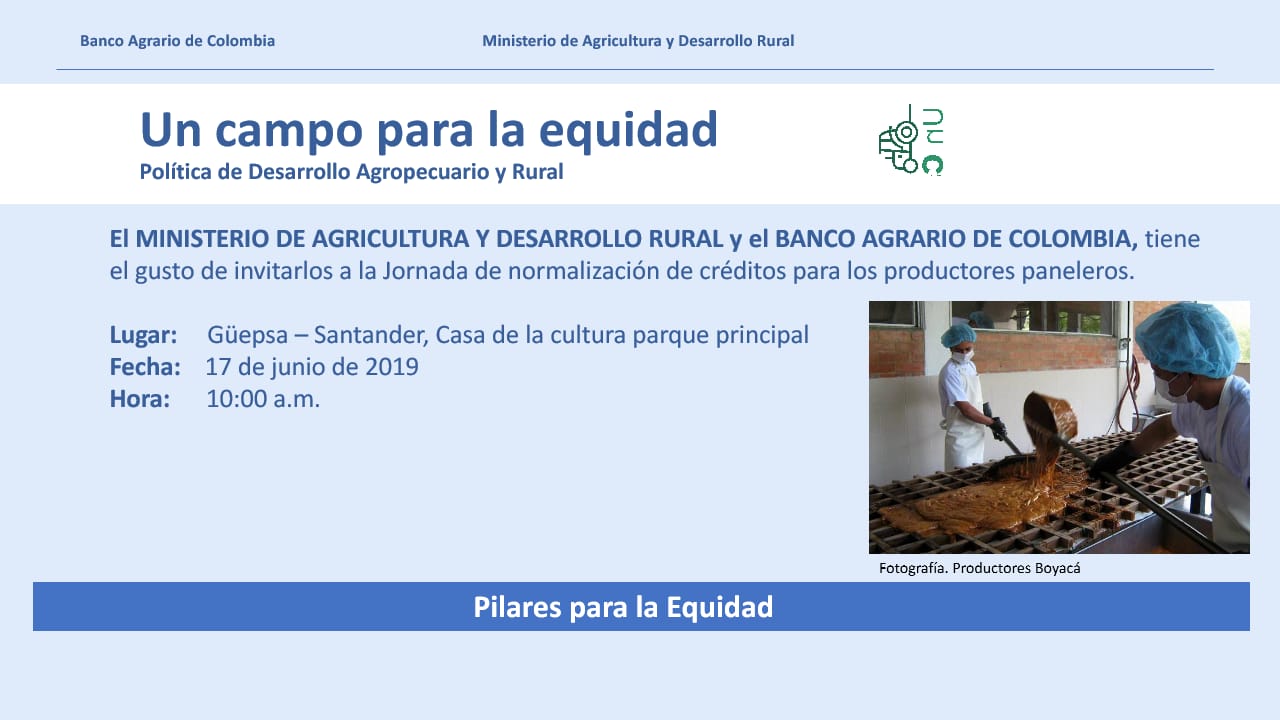 Banco Agrario de Colombia
Ministerio de Agricultura y Desarrollo Rural
Un campo para la equidad
Política de Desarrollo Agropecuario y Rural
El MINISTERIO DE AGRICULTURA Y DESARROLLO RURAL y el BANCO AGRARIO DE COLOMBIA, tiene
el gusto de invitarlos a la Jornada de normalización de créditos para los productores paneleros.
Lugar: Güepsa – Santander, Casa de la cultura parque principal
Fecha: 17 de junio de 2019
Hora: 10:00 a.m.
Fotografía. Productores Boyacá
Pilares para la Equidad